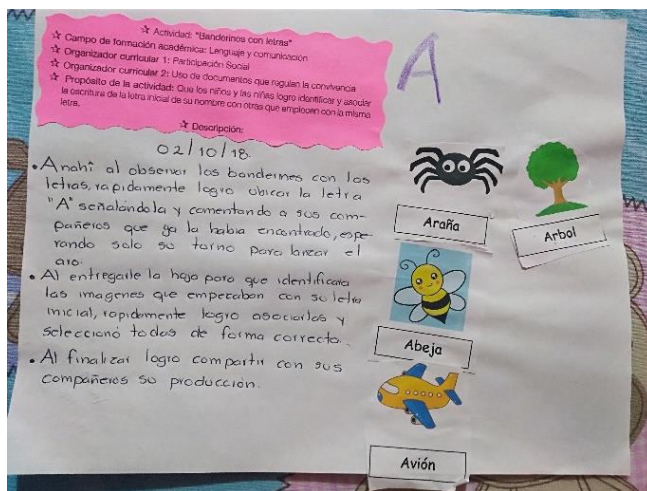 ☆ Actividad: "Banderinos con letras"
☆ Campo de formación académica: Lenguaje y comunicación
☆ Organizador curricular 1: Participación Social
☆ Organizador curricular 2: Uso de documentos que regulan la convivencia
☆ Propósito de la actividad: Que los niños y las niñas logre identificar y asociar
la escritura de la letra inicial de su nombre con otras que empiecen con la misma
letra.
☆ Descripción:
02/10/18.
• Anahi al observar los banderines con las
letras, rapidamente logro ubicar la letra
"A" señalándola y comentando a sus com-
pañeros que ya la habia encontrado, espe-
rando solo su turno para lanzar el
aro.
• Al entregarle la hoja para que identificara
las imagenes que empezaban con su letra
inicial, rapidamente logro asociarlas y
selecciono todas de forma correcta.
• Al finalizar logro compartir con sus
compañeros su producción.
A
Araña
Arbol
Abeja
Avión